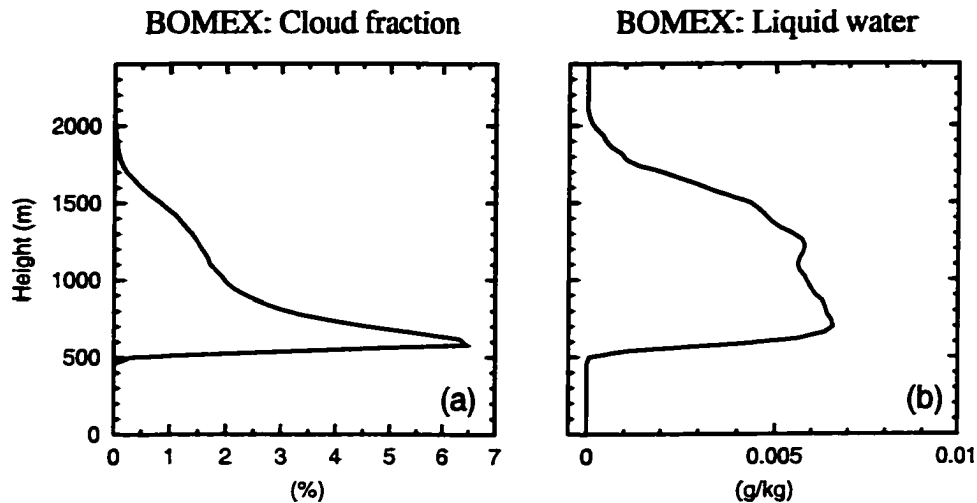 BOMEX: Cloud fraction
BOMEX: Liquid water
Height (m)
2000
1500
1000
500
0
(a)
(b)
0 1 2 3 4 5 6 7
0 0.005 0.01
(%)
(g/kg)